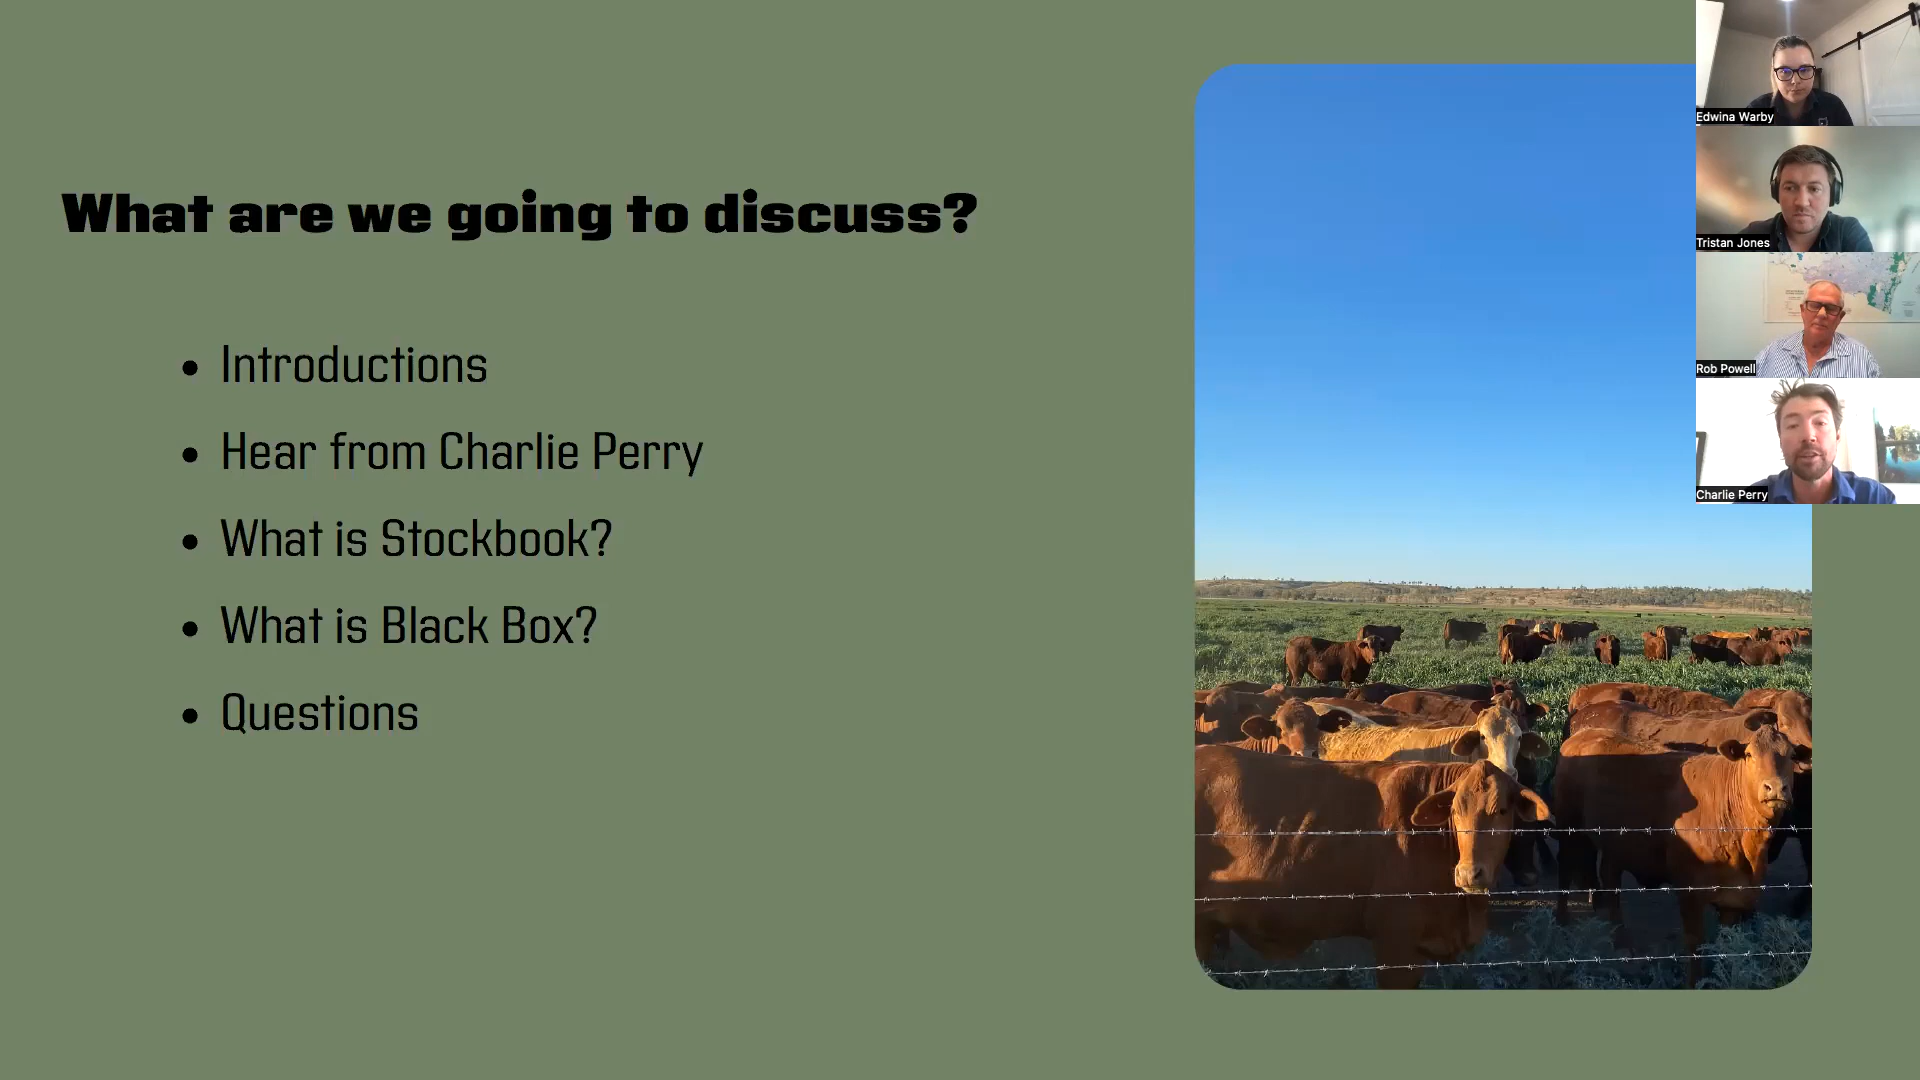 What are we going to discuss?
• Introductions
• Hear from Charlie Perry
• What is Stockbook?
• What is Black Box?
• Questions
Edwina Warby
Tristan Jones
Rob Powell
Charlie Perry